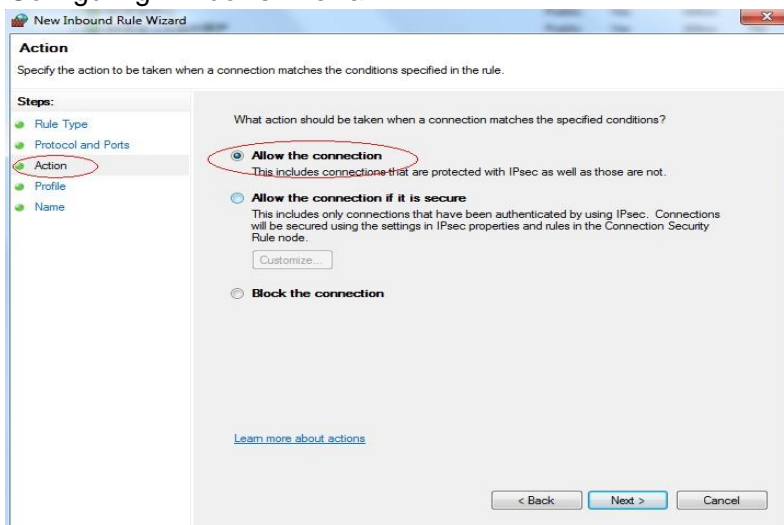 New Inbound Rule Wizard
Action
Specify the action to be taken when a connection matches the conditions specified in the rule.
Steps:
Rule Type
Protocol and Ports
Action
Profile
Name
What action should be taken when a connection matches the specified conditions?
Allow the connection
This includes connections that are protected with IPsec as well as those are not.
Allow the connection if it is secure
This includes only connections that have been authenticated by using IPsec. Connections
will be secured using the settings in IPsec properties and rules in the Connection Security
Rule node.
Customize...
Block the connection
Learn more about actions
< Back
Next >
Cancel